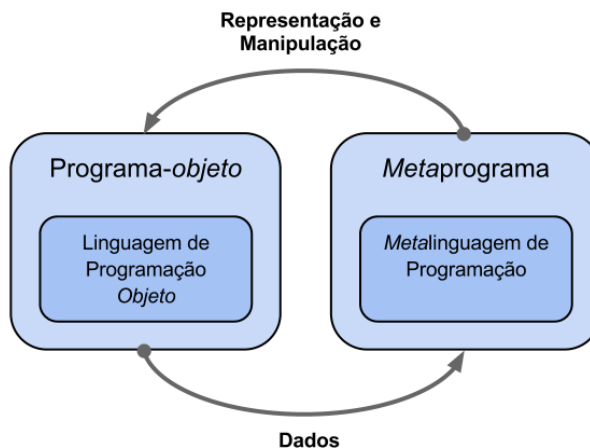 Representação e
Manipulação
Programa-objeto
Linguagem de
Programação
Objeto
Metaprograma
Metalinguagem de
Programação
Dados